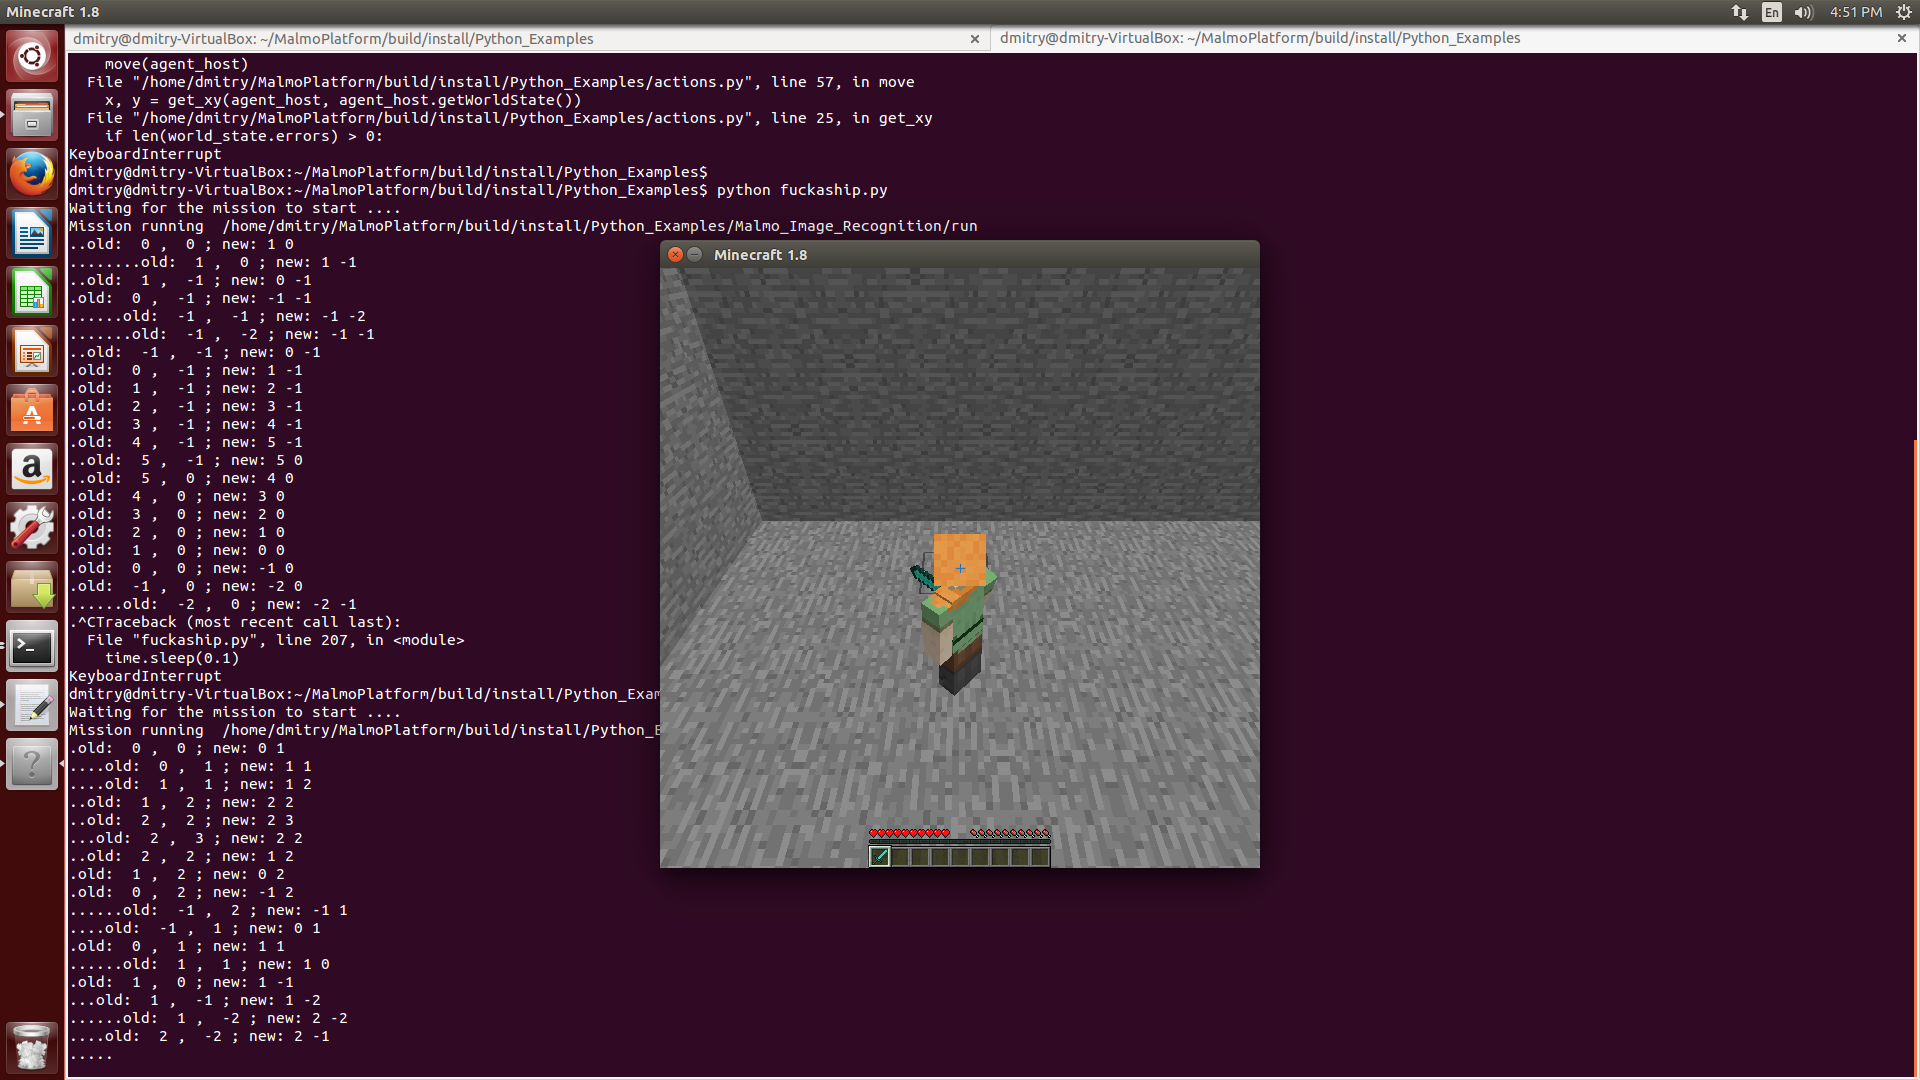 Minecraft 1.8
En
4:51 PM
dmitry@dmitry-VirtualBox: ~/MalmoPlatform/build/install/Python_Examples
dmitry@dmitry-VirtualBox: ~/MalmoPlatform/build/install/Python_Examples
move(agent_host)
File "/home/dmitry/MalmoPlatform/build/install/Python_Examples/actions.py", line 57, in move
x, y = get_xy(agent_host, agent_host.getWorldState())
File "/home/dmitry/MalmoPlatform/build/install/Python_Examples/actions.py", line 25, in get_xy
if len(world_state.errors) > 0:
KeyboardInterrupt
dmitry@dmitry-VirtualBox:~/MalmoPlatform/build/install/Python_Examples$
dmitry@dmitry-VirtualBox:~/MalmoPlatform/build/install/Python_Examples$ python fuckaship.py
Waiting for the mission to start ....
Mission running  /home/dmitry/MalmoPlatform/build/install/Python_Examples/Malmo_Image_Recognition/run
..old:  0 ,  0 ; new: 1 0
........old:  1 ,  0 ; new: 1 -1
..old:  1 ,  -1 ; new: 0 -1
.old:  0 ,  -1 ; new: -1 -1
......old:  -1 ,  -1 ; new: -1 -2
.......old:  -1 ,  -2 ; new: -1 -1
..old:  -1 ,  -1 ; new: 0 -1
.old:  0 ,  -1 ; new: 1 -1
.old:  1 ,  -1 ; new: 2 -1
.old:  2 ,  -1 ; new: 3 -1
.old:  3 ,  -1 ; new: 4 -1
.old:  4 ,  -1 ; new: 5 -1
..old:  5 ,  -1 ; new: 5 0
..old:  5 ,  0 ; new: 4 0
.old:  4 ,  0 ; new: 3 0
.old:  3 ,  0 ; new: 2 0
.old:  2 ,  0 ; new: 1 0
.old:  1 ,  0 ; new: 0 0
.old:  0 ,  0 ; new: -1 0
.old:  -1 ,  0 ; new: -2 0
......old:  -2 ,  0 ; new: -2 -1
.^CTraceback (most recent call last):
File "fuckaship.py", line 207, in <module>
time.sleep(0.1)
KeyboardInterrupt
dmitry@dmitry-VirtualBox:~/MalmoPlatform/build/install/Python_Exam
Waiting for the mission to start ....
Mission running  /home/dmitry/MalmoPlatform/build/install/Python_E
.old:  0 ,  0 ; new: 0 1
....old:  0 ,  1 ; new: 1 1
....old:  1 ,  1 ; new: 1 2
..old:  1 ,  2 ; new: 2 2
..old:  2 ,  2 ; new: 2 3
...old:  2 ,  3 ; new: 2 2
..old:  2 ,  2 ; new: 1 2
.old:  1 ,  2 ; new: 0 2
.old:  0 ,  2 ; new: -1 2
......old:  -1 ,  2 ; new: -1 1
....old:  -1 ,  1 ; new: 0 1
.old:  0 ,  1 ; new: 1 1
......old:  1 ,  1 ; new: 1 0
.old:  1 ,  0 ; new: 1 -1
...old:  1 ,  -1 ; new: 1 -2
......old:  1 ,  -2 ; new: 2 -2
....old:  2 ,  -2 ; new: 2 -1
.....
Minecraft 1.8